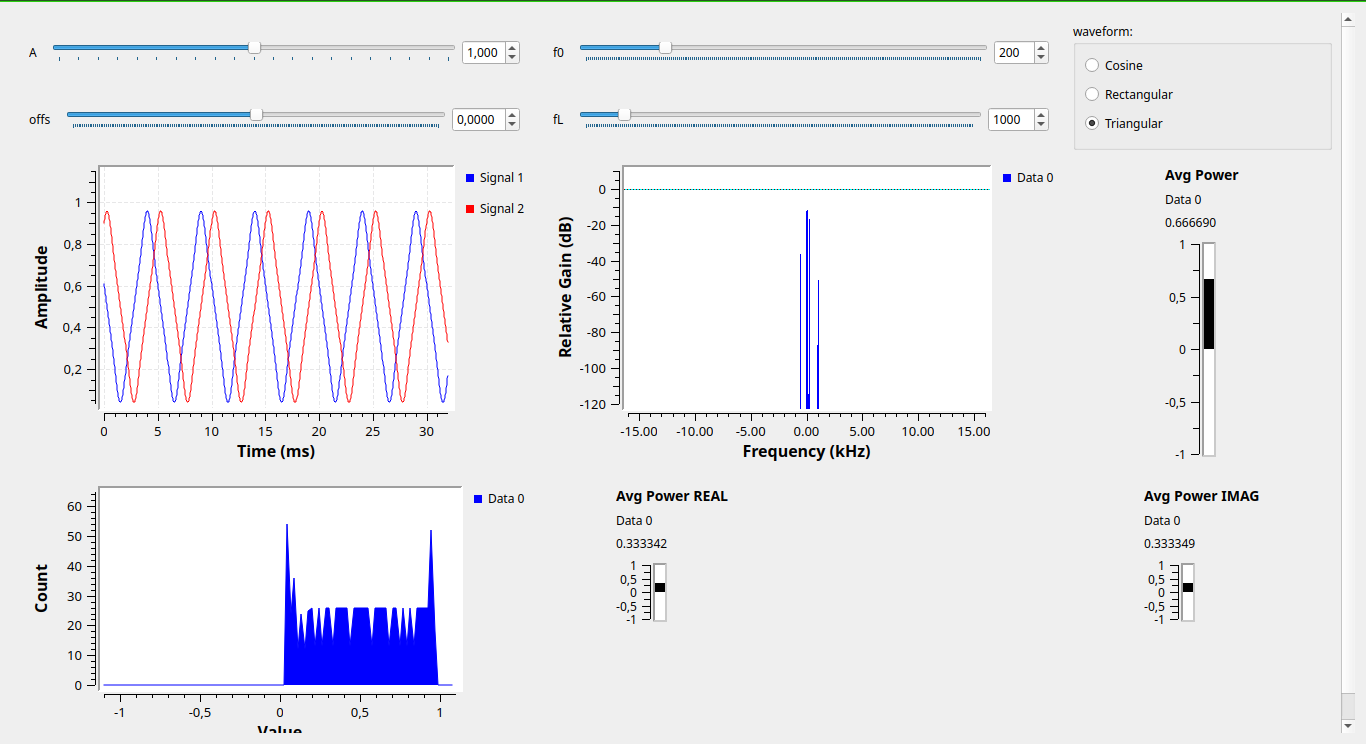 A 1,000 f0 200 waveform:
Cosine
Rectangular
offs 0,0000 fL 1000
Triangular
Signal 1
Signal 2
1
0,8
0,6
0,4
0,2
Amplitude
0 5 10 15 20 25 30
Time (ms)
Data 0
0
-20
-40
-60
-80
-100
-120
Relative Gain (dB)
-15.00 -10.00 -5.00 0.00 5.00 10.00 15.00
Frequency (kHz)
Avg Power
Data 0
0.666690
1
0,5
0
-0,5
-1
Data 0
60
50
40
30
20
10
0
Count
-1 -0,5 0 0,5 1
Value
Avg Power REAL
Data 0
0.333342
1
0,5
0
-0,5
-1
Avg Power IMAG
Data 0
0.333349
1
0,5
0
-0,5
-1